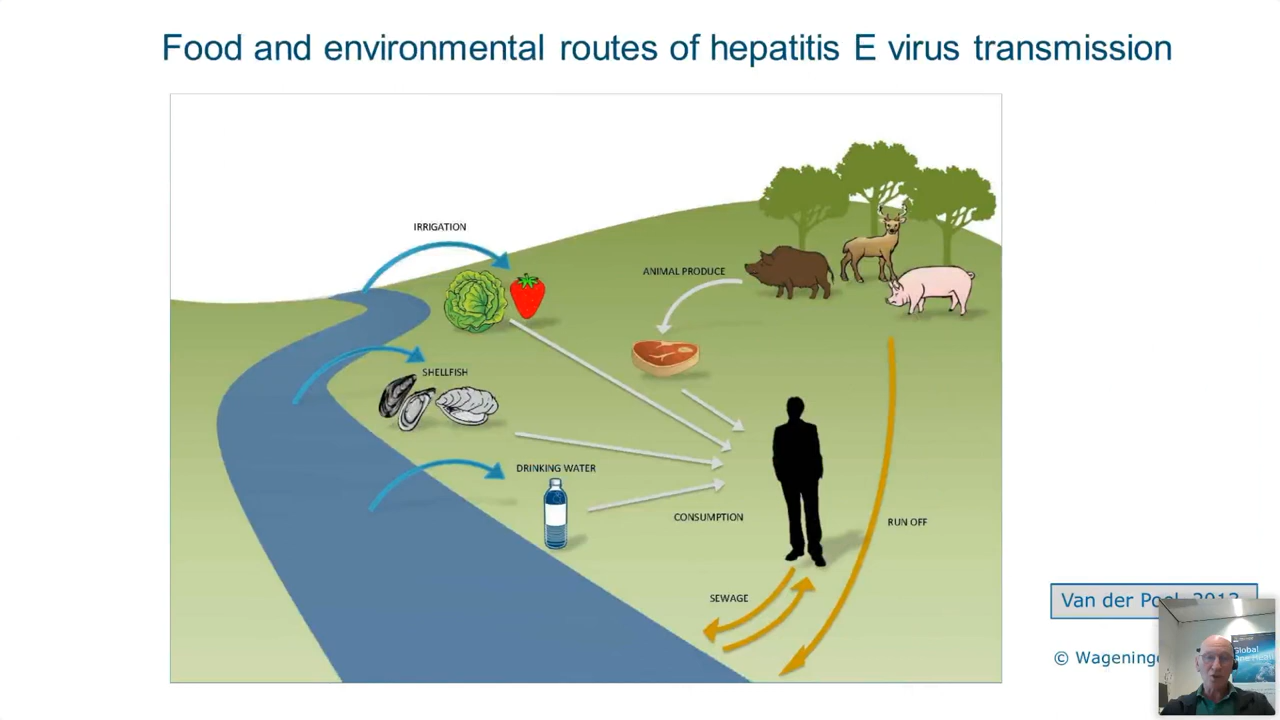 Food and environmental routes of hepatitis E virus transmission
IRRIGATION
ANIMAL PRODUCE
SHELLFISH
DRINKING WATER
CONSUMPTION
RUN OFF
SEWAGE
Van der
©
Global